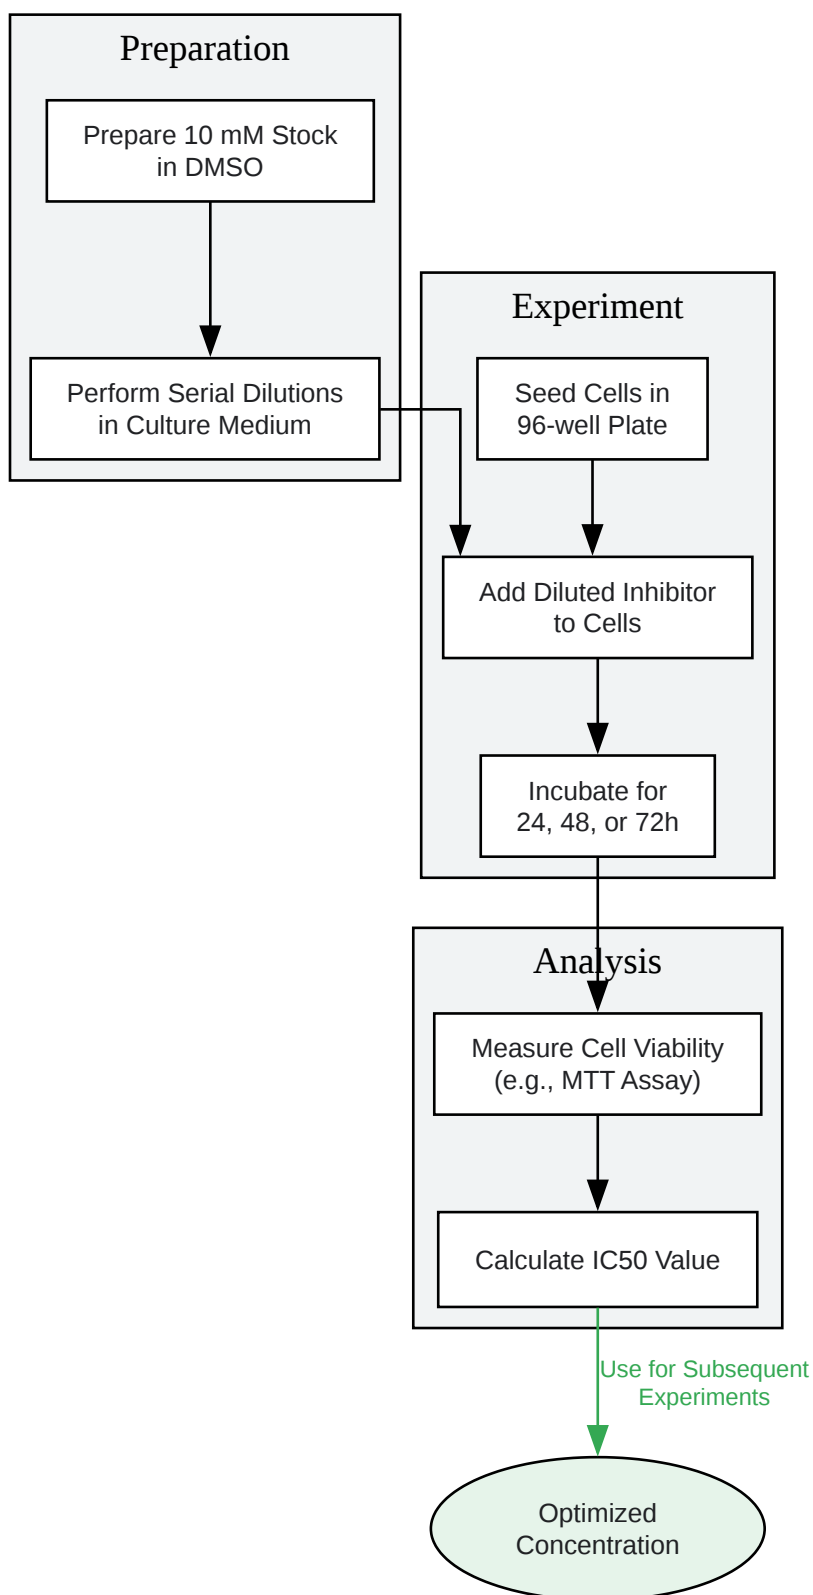 Preparation
Prepare 10 mM Stock
in DMSO
Perform Serial Dilutions
in Culture Medium
Experiment
Seed Cells in
96-well Plate
Add Diluted Inhibitor
to Cells
Incubate for
24, 48, or 72h
Analysis
Measure Cell Viability
(e.g., MTT Assay)
Calculate IC50 Value
Use for Subsequent
Experiments
Optimized
Concentration